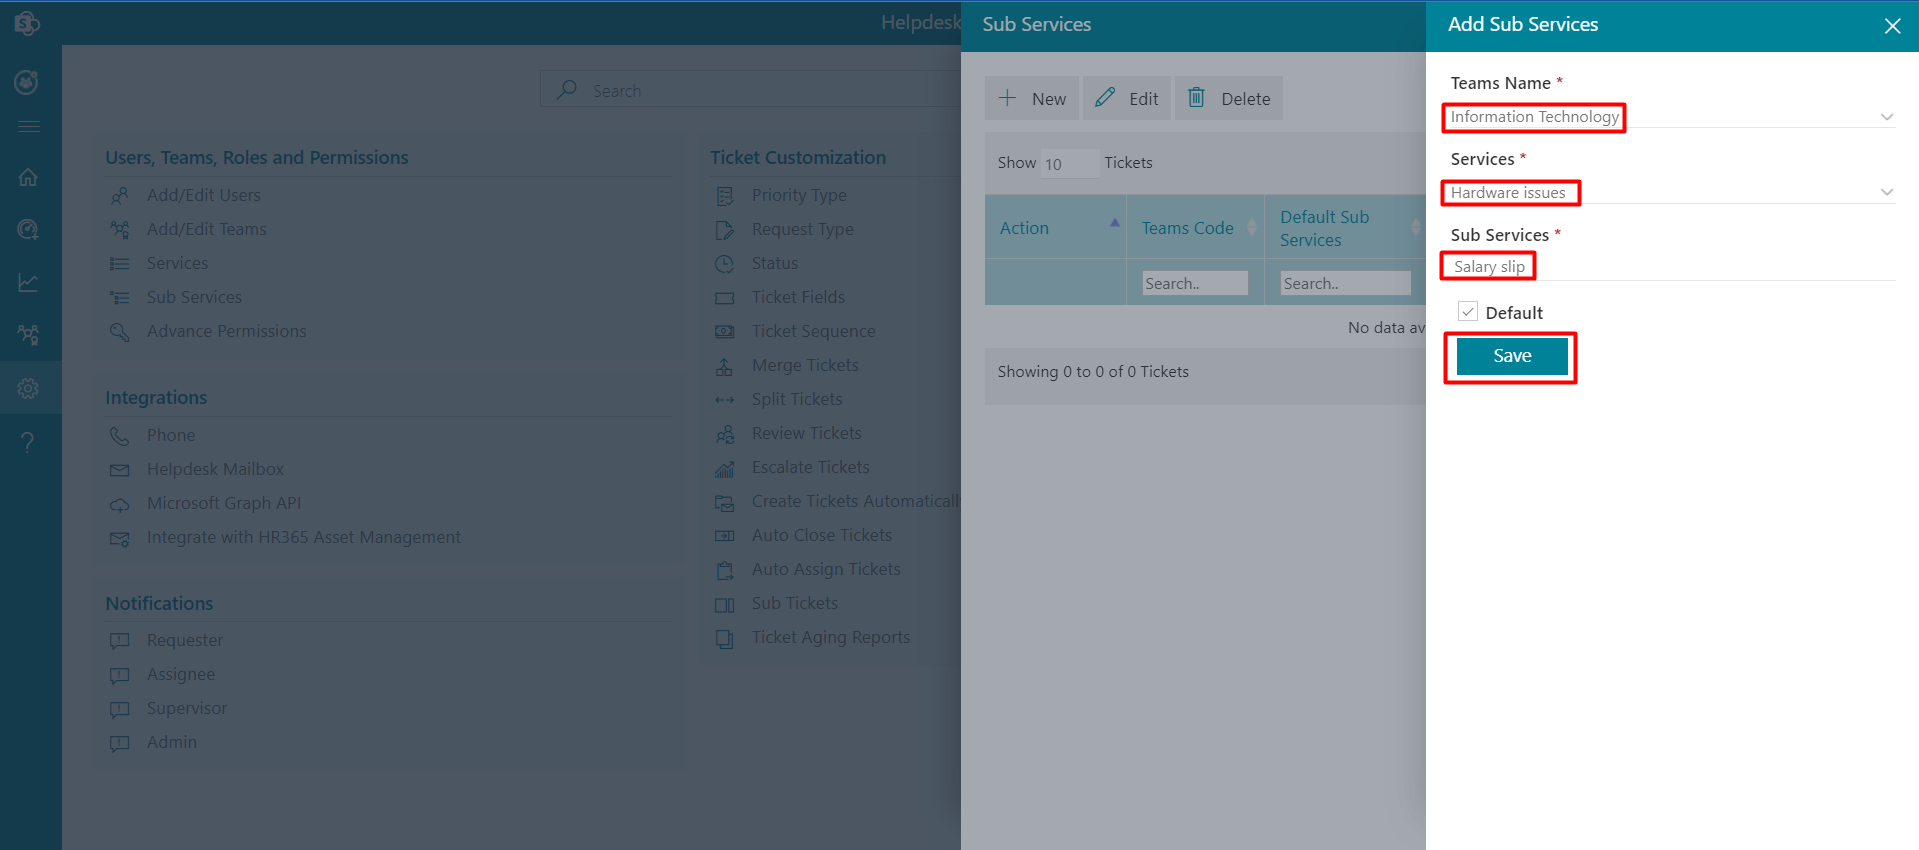 Helpdesk
Search
Users, Teams, Roles and Permissions
Add/Edit Users
Add/Edit Teams
Services
Sub Services
Advance Permissions
Integrations
Phone
Helpdesk Mailbox
Microsoft Graph API
Integrate with HR365 Asset Management
Notifications
Requester
Assignee
Supervisor
Admin
Ticket Customization
Priority Type
Request Type
Status
Ticket Fields
Ticket Sequence
Merge Tickets
Split Tickets
Review Tickets
Escalate Tickets
Create Tickets Automaticall
Auto Close Tickets
Auto Assign Tickets
Sub Tickets
Ticket Aging Reports
Sub Services
New Edit Delete
Show 10 Tickets
Action Teams Code Default Sub
Services
Search.. Search..
No data av
Showing 0 to 0 of 0 Tickets
Add Sub Services
Teams Name *
Information Technology
Services *
Hardware issues
Sub Services *
Salary slip
Default
Save